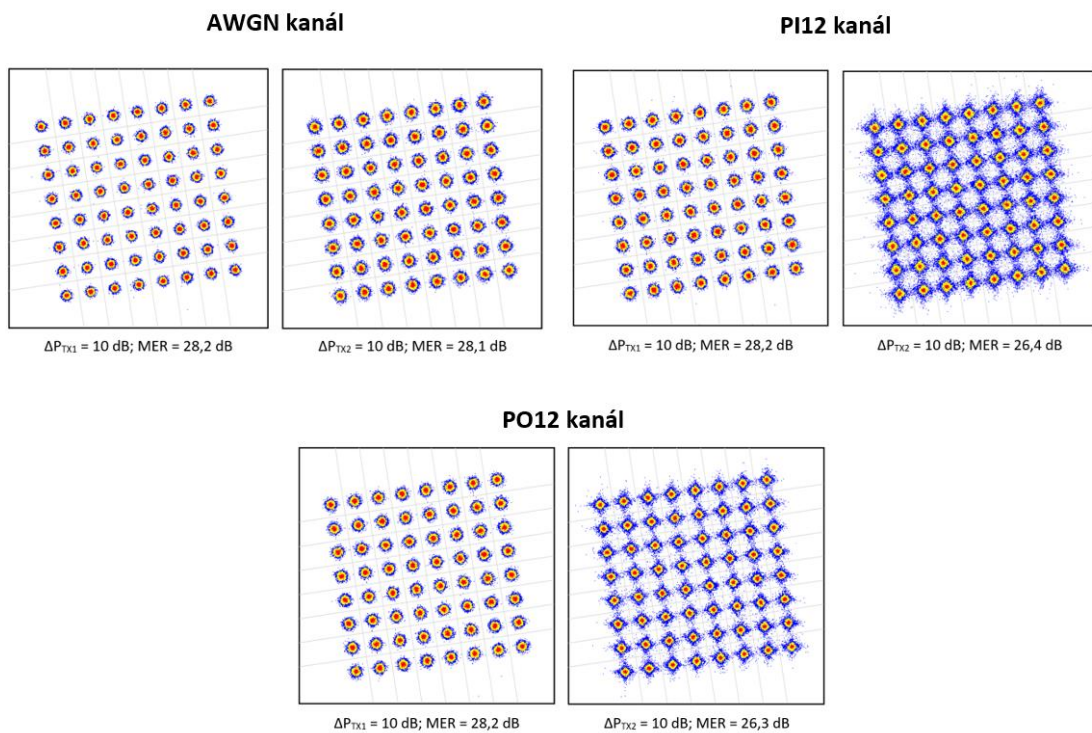 AWGN kanál
PI12 kanál
ΔPTX1 = 10 dB; MER = 28,2 dB
ΔPTX2 = 10 dB; MER = 28,1 dB
ΔPTX1 = 10 dB; MER = 28,2 dB
ΔPTX2 = 10 dB; MER = 26,4 dB
PO12 kanál
ΔPTX1 = 10 dB; MER = 28,2 dB
ΔPTX2 = 10 dB; MER = 26,3 dB